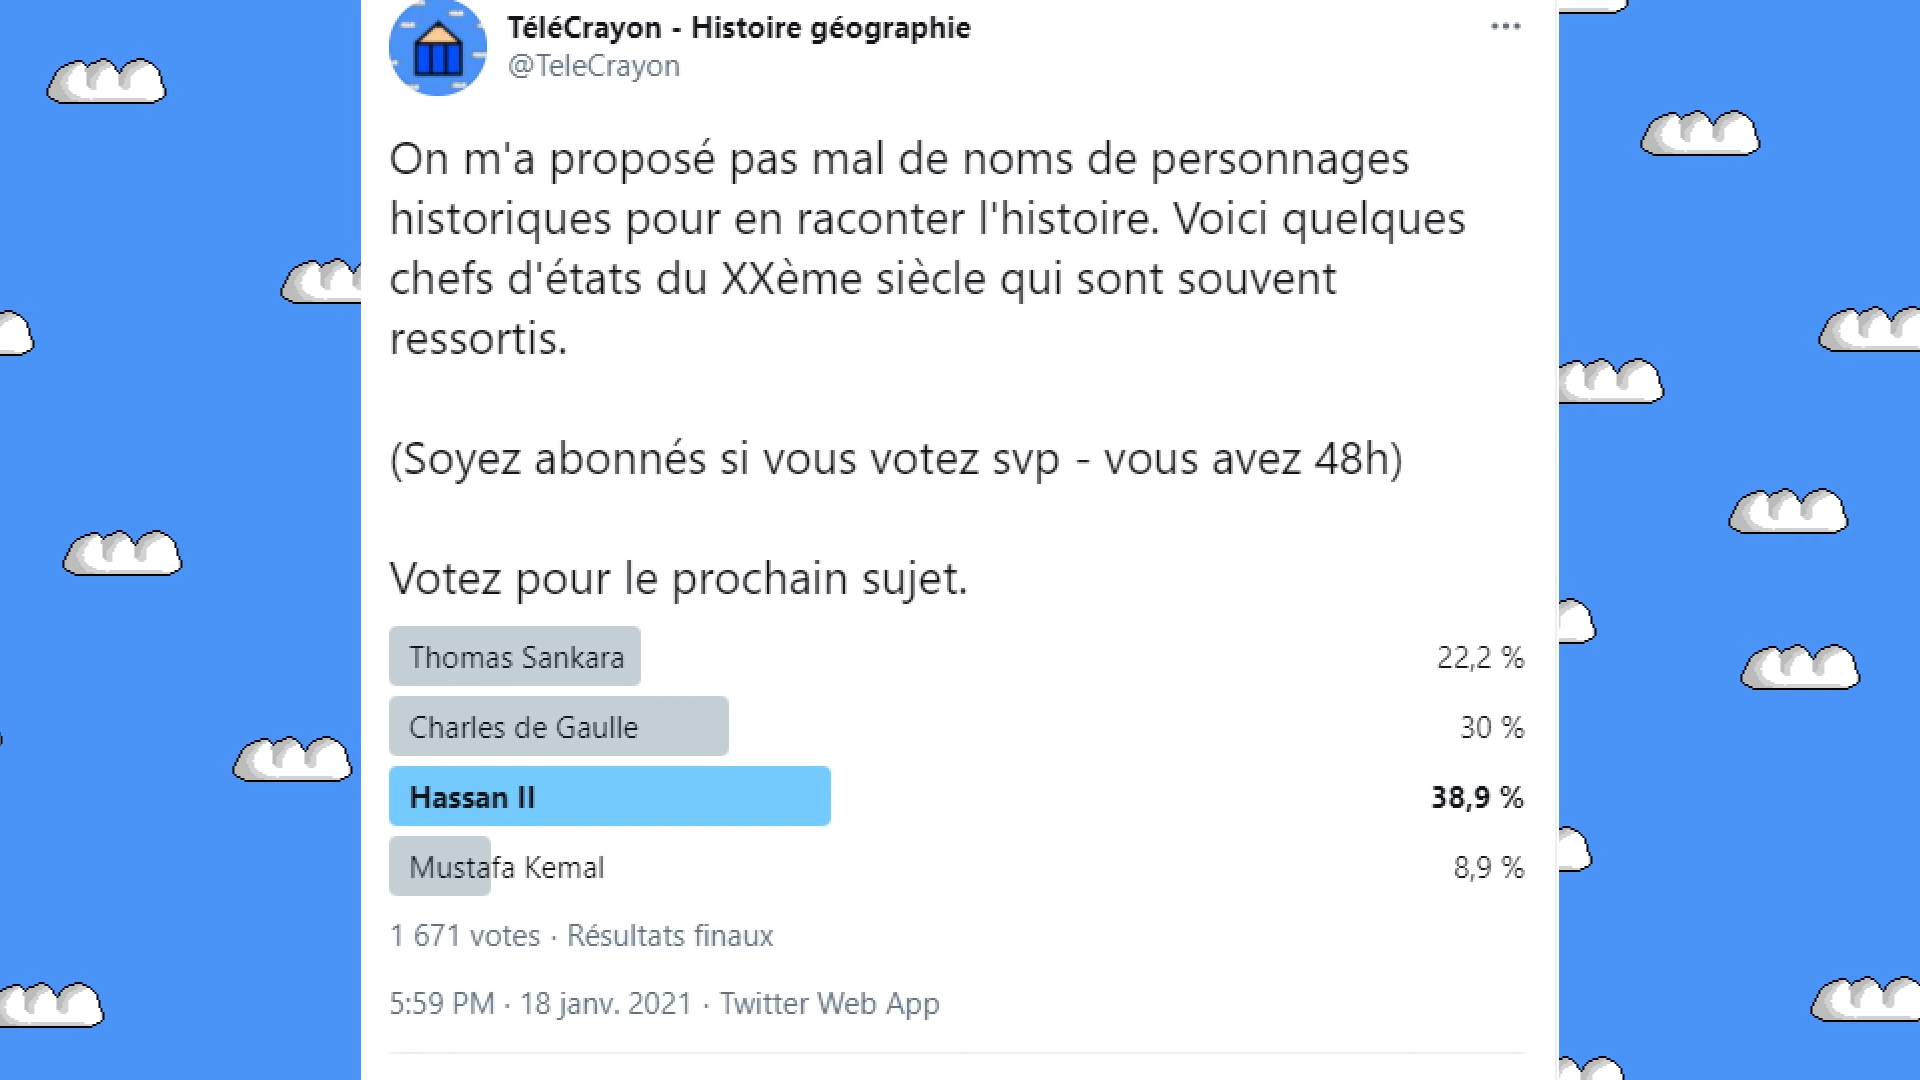 TéléCrayon - Histoire géographie
@TeleCrayon
On m'a proposé pas mal de noms de personnages
historiques pour en raconter l'histoire. Voici quelques
chefs d'états du XXème siècle qui sont souvent
ressortis.
(Soyez abonnés si vous votez svp - vous avez 48h)
Votez pour le prochain sujet.
Thomas Sankara 22,2 %
Charles de Gaulle 30 %
Hassan II 38,9 %
Mustafa Kemal 8,9 %
1 671 votes · Résultats finaux
5:59 PM · 18 janv. 2021 · Twitter Web App